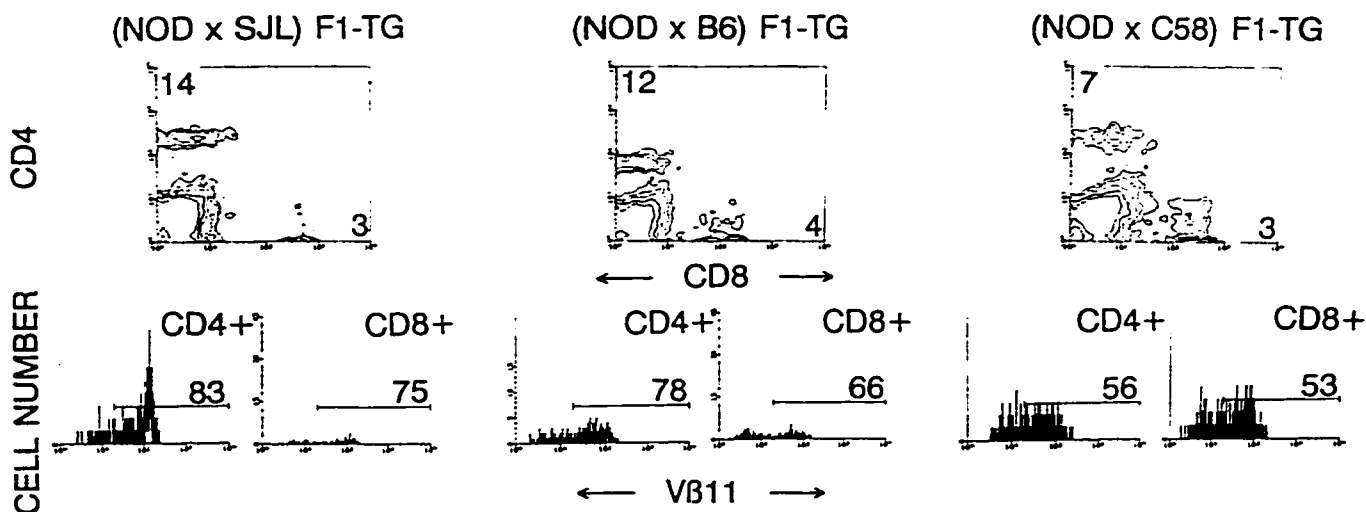 (NOD x SJL) F1-TG
(NOD x B6) F1-TG
(NOD x C58) F1-TG
CD4
14
3
12
4
7
3
← CD8 →
CELL NUMBER
CD4+
83
CD8+
75
CD4+
78
CD8+
66
CD4+
56
CD8+
53
← Vß11 →